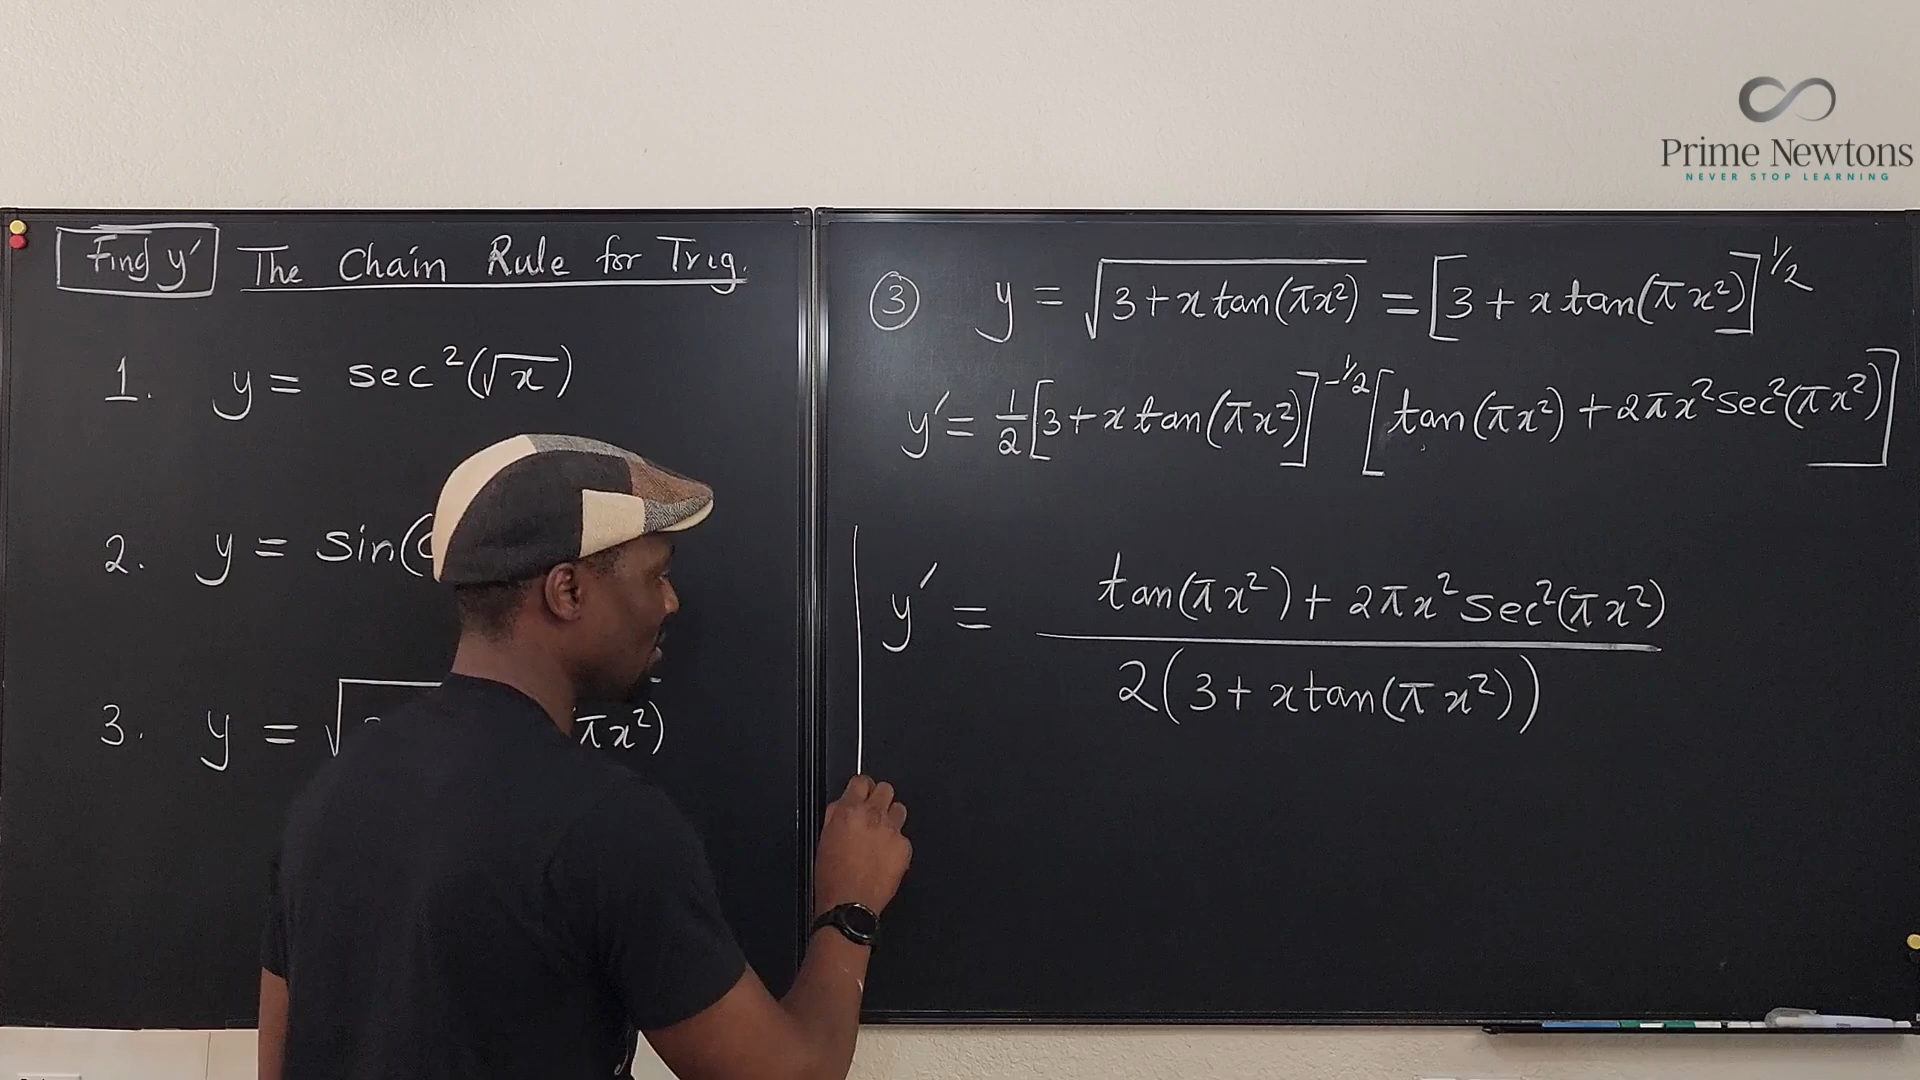 Prime Newtons
NEVER STOP LEARNING
Find y′ The Chain Rule for Trig.
1. y = sec²(√x)
2. y = sin(
3. y = √ πx²)
③ y = √(3+x tan(πx²)) = [3+x tan(πx²)]^½
y′ = ½[3+x tan(πx²)]^-½ [tan(πx²) + 2πx² sec²(πx²)]
y′ = tan(πx²) + 2πx² sec²(πx²)
2(3+x tan(πx²))